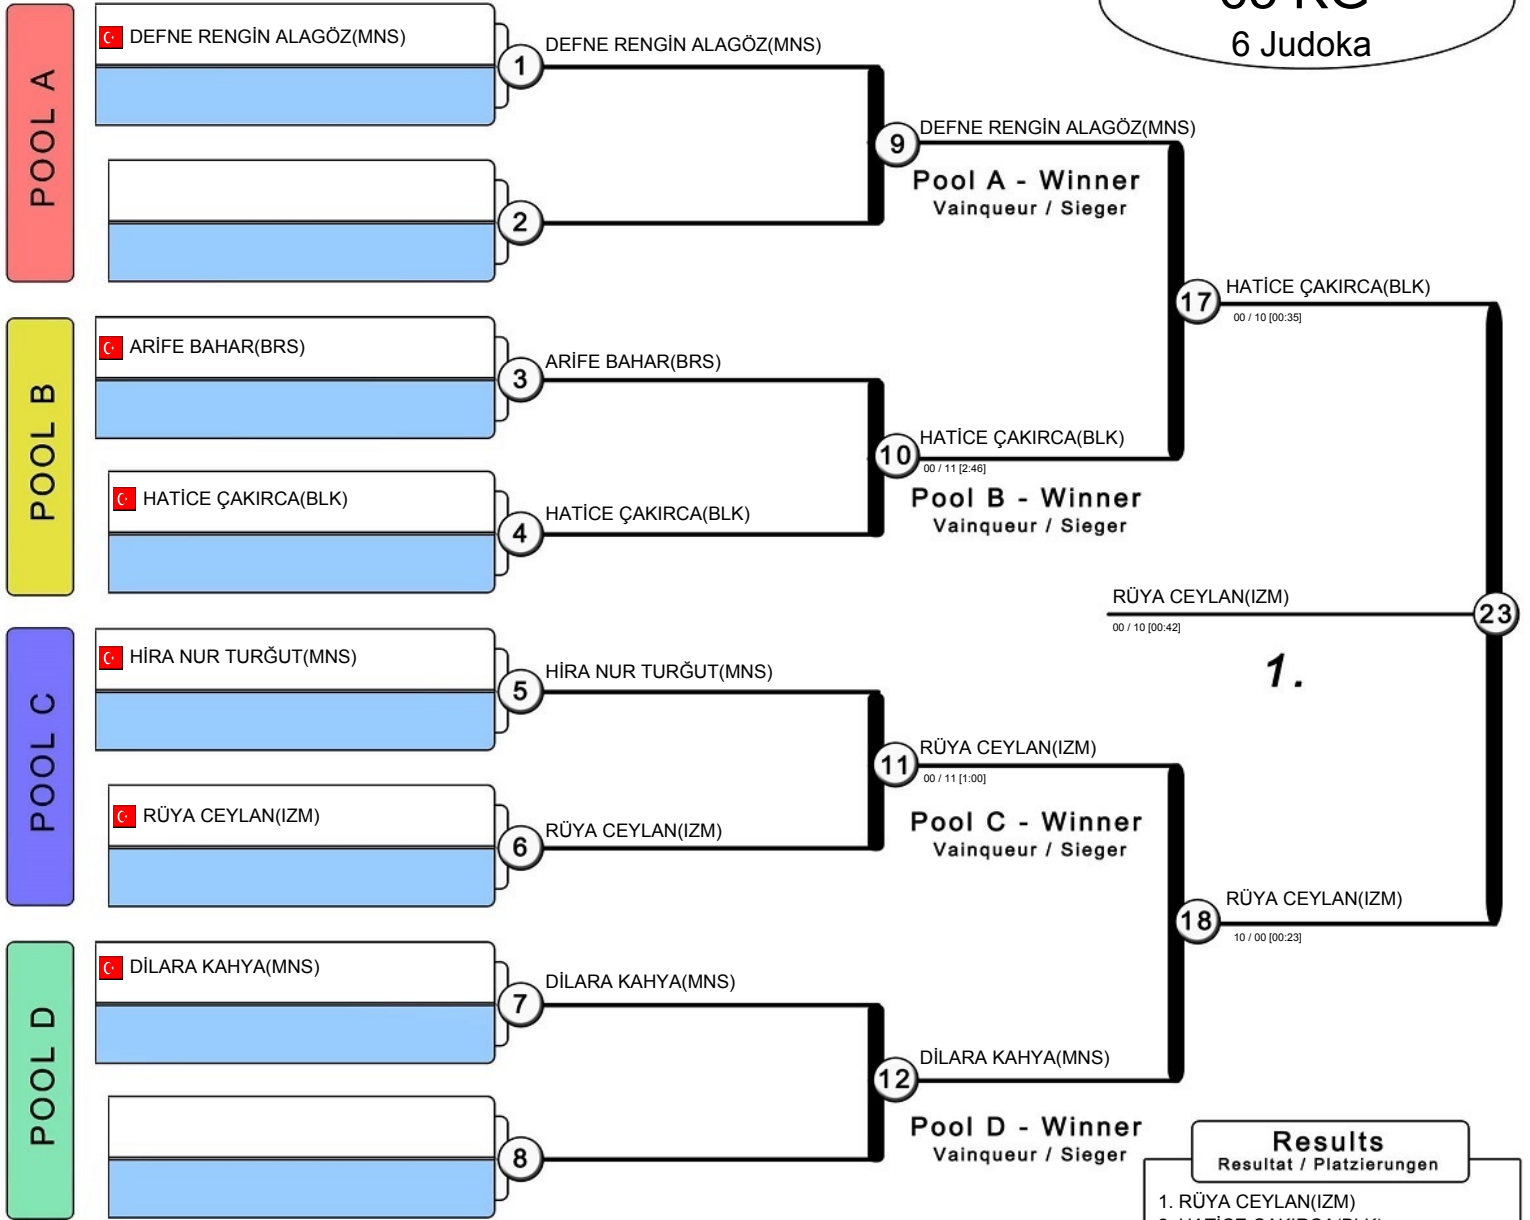 KG
6 Judoka
POOL A
DEFNE RENGİN ALAGÖZ(MNS)
1
DEFNE RENGİN ALAGÖZ(MNS)
2
9
DEFNE RENGİN ALAGÖZ(MNS)
Pool A - Winner
Vainqueur / Sieger
POOL B
ARİFE BAHAR(BRS)
3
ARİFE BAHAR(BRS)
HATİCE ÇAKIRCA(BLK)
4
HATİCE ÇAKIRCA(BLK)
10
HATİCE ÇAKIRCA(BLK)
00 / 11 [2:46]
Pool B - Winner
Vainqueur / Sieger
17
HATİCE ÇAKIRCA(BLK)
00 / 10 [00:35]
RÜYA CEYLAN(IZM)
00 / 10 [00:42]
23
1.
POOL C
HİRA NUR TURĞUT(MNS)
5
HİRA NUR TURĞUT(MNS)
RÜYA CEYLAN(IZM)
6
RÜYA CEYLAN(IZM)
11
RÜYA CEYLAN(IZM)
00 / 11 [1:00]
Pool C - Winner
Vainqueur / Sieger
18
RÜYA CEYLAN(IZM)
10 / 00 [00:23]
POOL D
DİLARA KAHYA(MNS)
7
DİLARA KAHYA(MNS)
8
12
DİLARA KAHYA(MNS)
Pool D - Winner
Vainqueur / Sieger
Results
Resultat / Platzierungen
1. RÜYA CEYLAN(IZM)